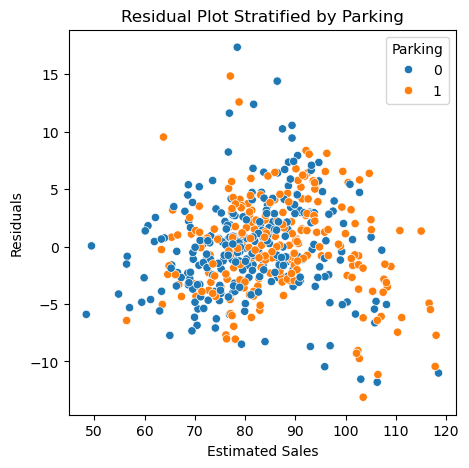 Residual Plot Stratified by Parking
Parking
0
1
15
10
5
0
−5
−10
Residuals
50 60 70 80 90 100 110 120
Estimated Sales